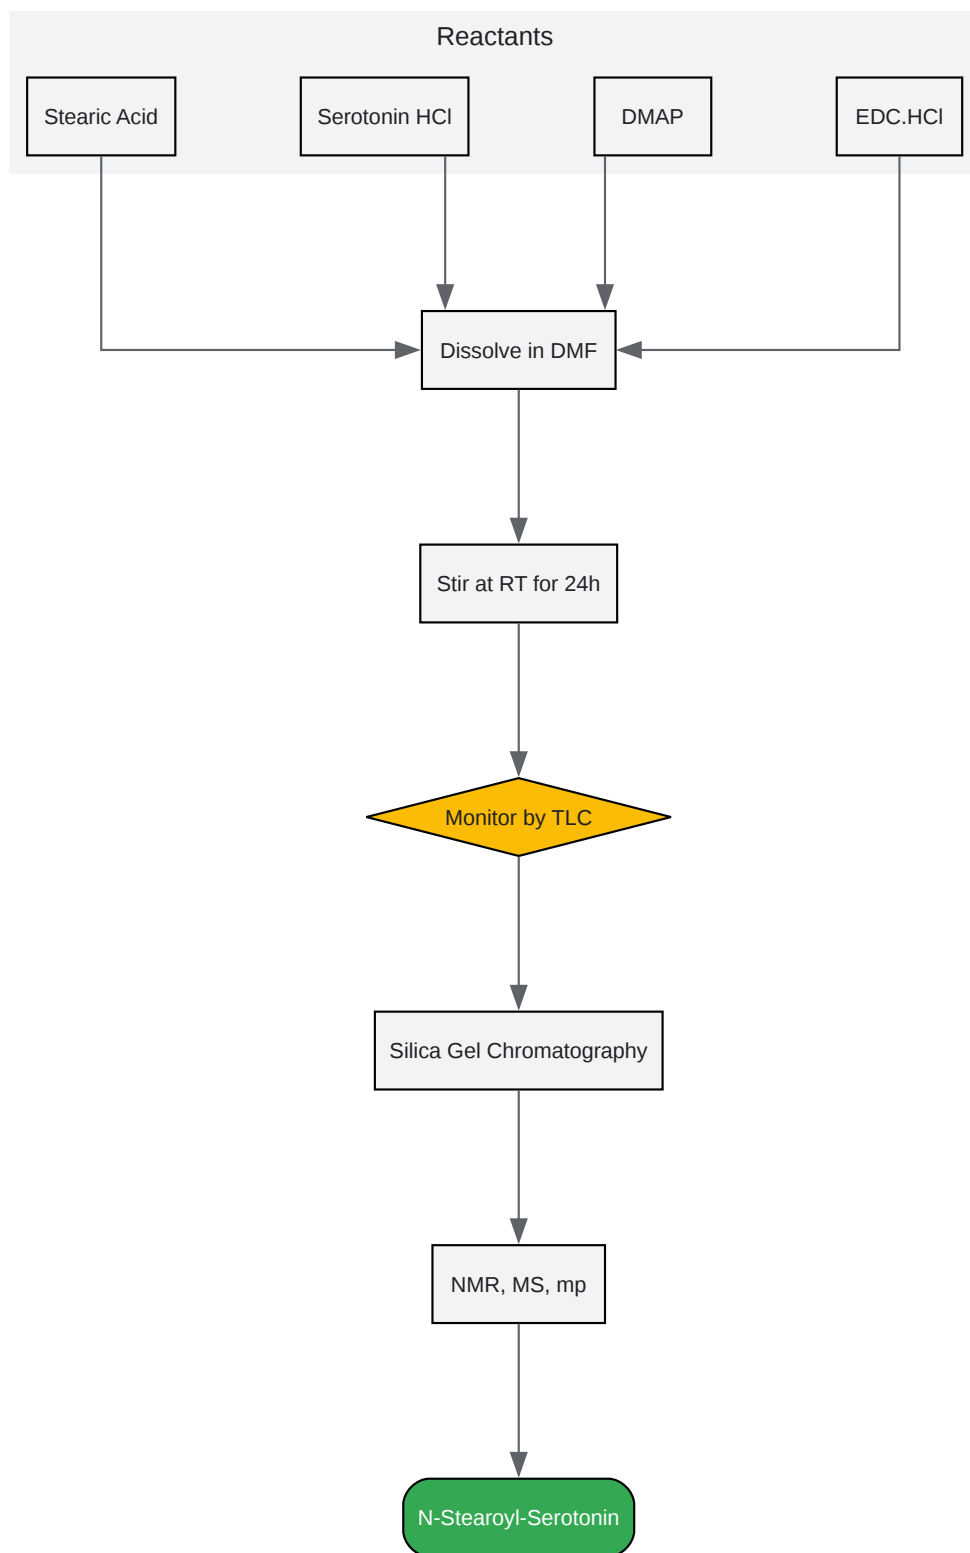 Reactants
Stearic Acid
Serotonin HCl
DMAP
EDC.HCl
Dissolve in DMF
Stir at RT for 24h
Monitor by TLC
Silica Gel Chromatography
NMR, MS, mp
N-Stearoyl-Serotonin